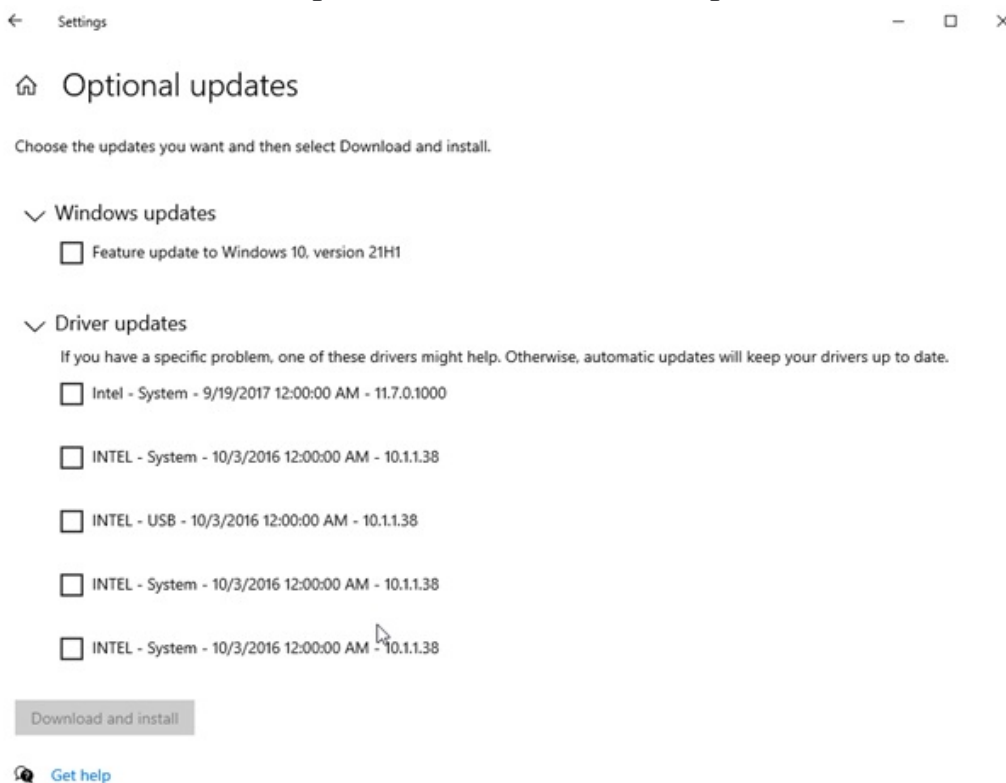 Settings
Optional updates
Choose the updates you want and then select Download and install.
Windows updates
Feature update to Windows 10, version 21H1
Driver updates
If you have a specific problem, one of these drivers might help. Otherwise, automatic updates will keep your drivers up to date.
Intel - System - 9/19/2017 12:00:00 AM - 11.7.0.1000
INTEL - System - 10/3/2016 12:00:00 AM - 10.1.1.38
INTEL - USB - 10/3/2016 12:00:00 AM - 10.1.1.38
INTEL - System - 10/3/2016 12:00:00 AM - 10.1.1.38
INTEL - System - 10/3/2016 12:00:00 AM - 10.1.1.38
Download and install
Get help